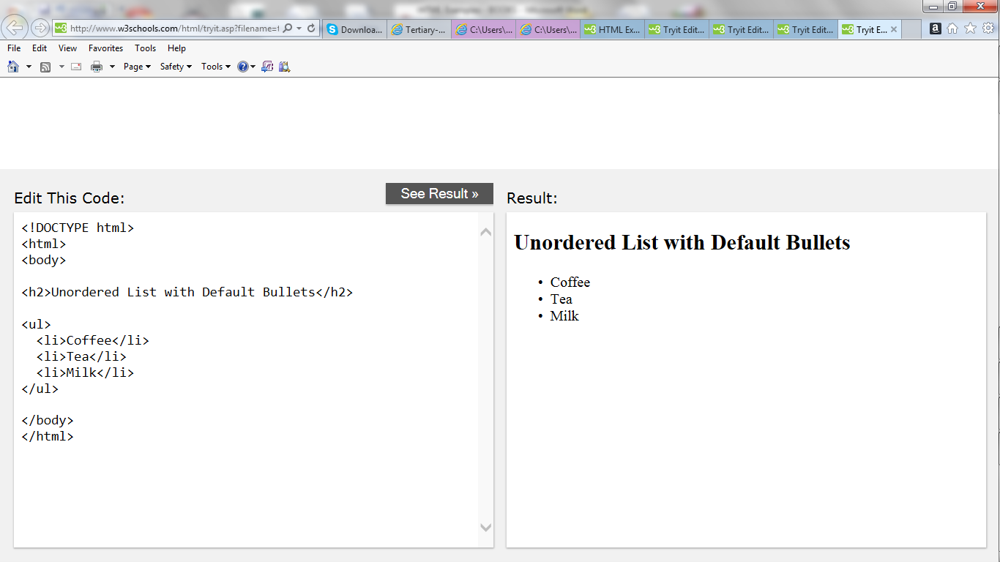 http://www.w3schools.com/html/tryit.asp?filename=t
Downloa...
Tertiary-...
C:\Users\...
C:\Users\...
HTML Ex...
Tryit Edit...
Tryit Edit...
Tryit Edit...
Tryit E...
File Edit View Favorites Tools Help
Page Safety Tools
Edit This Code:
See Result »
<!DOCTYPE html>
<html>
<body>
<h2>Unordered List with Default Bullets</h2>
<ul>
<li>Coffee</li>
<li>Tea</li>
<li>Milk</li>
</ul>
</body>
</html>
Result:
Unordered List with Default Bullets
• Coffee
• Tea
• Milk